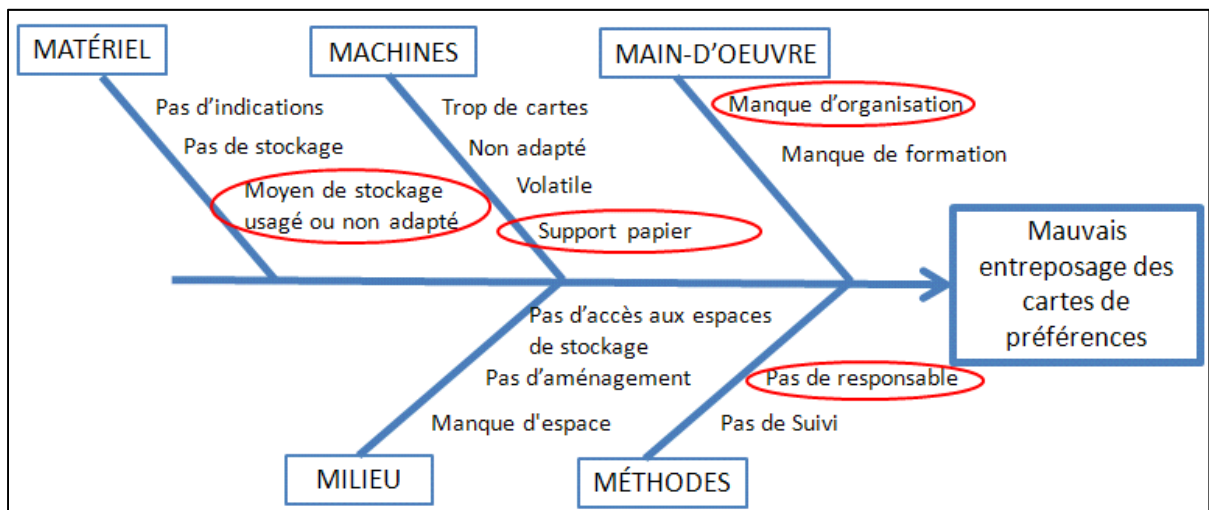 MATÉRIEL
MACHINES
MAIN-D'OEUVRE
Pas d'indications
Pas de stockage
Moyen de stockage
usagé ou non adapté
Trop de cartes
Non adapté
Volatile
Support papier
Manque d'organisation
Manque de formation
Mauvais
entreposage des
cartes de
préférences
Pas d'accès aux espaces
de stockage
Pas d'aménagement
Manque d'espace
Pas de responsable
Pas de Suivi
MILIEU
MÉTHODES